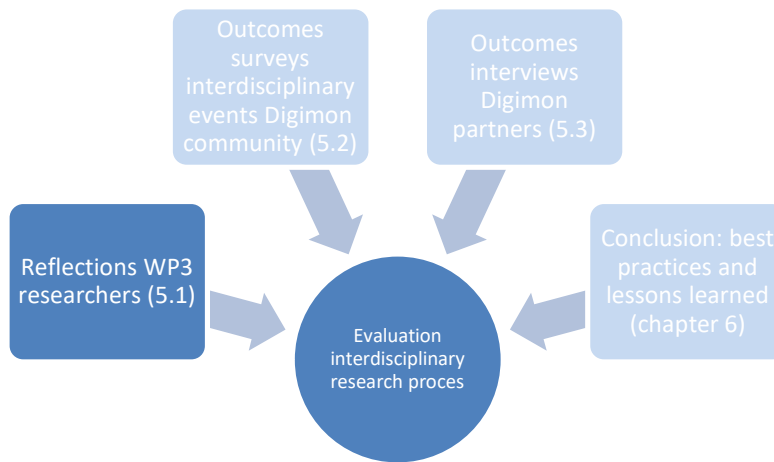 Outcomes
surveys
interdisciplinary
events Digimon
community (5.2)
Outcomes
interviews
Digimon
partners (5.3)
Reflections WP3
researchers (5.1)
Conclusion: best
practices and
lessons learned
(chapter 6)
Evaluation
interdisciplinary
research proces